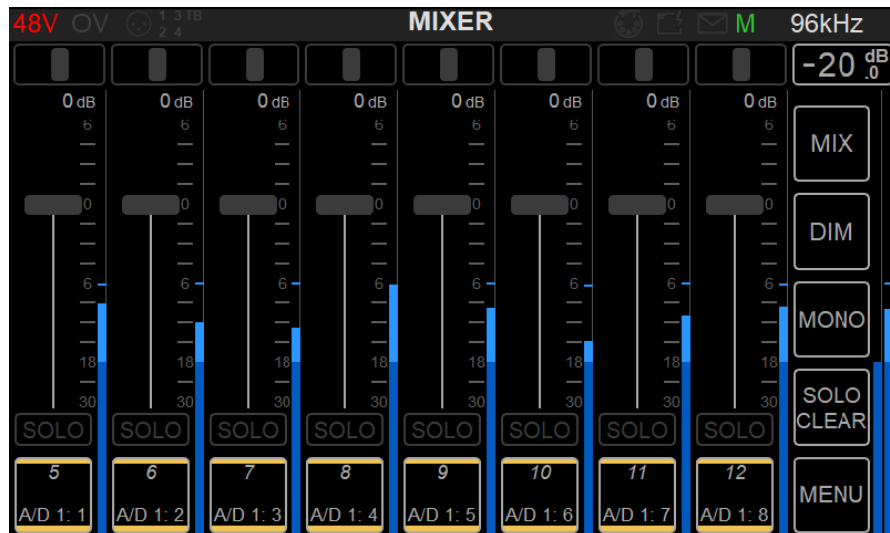 48V OV 1 3 TB MIXER M 96kHz
2 4
-20 dB
.0
0 dB 0 dB 0 dB 0 dB 0 dB 0 dB 0 dB 0 dB
6 6 6 6 6 6 6 6
MIX
0 0 0 0 0 0 0 0
DIM
6 6 6 6 6 6 6 6
MONO
18 18 18 18 18 18 18 18
30 30 30 30 30 30 30 30
SOLO
CLEAR
SOLO SOLO SOLO SOLO SOLO SOLO SOLO SOLO
5 6 7 8 9 10 11 12
MENU
A/D 1: 1 A/D 1: 2 A/D 1: 3 A/D 1: 4 A/D 1: 5 A/D 1: 6 A/D 1: 7 A/D 1: 8